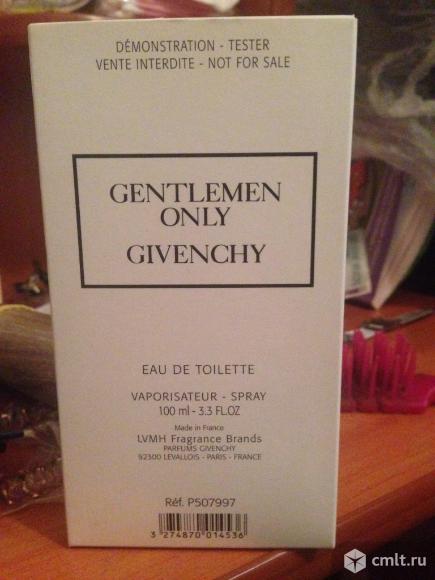 DÉMONSTRATION - TESTER
VENTE INTERDITE - NOT FOR SALE
GENTLEMEN
ONLY
GIVENCHY
EAU DE TOILETTE
VAPORISATEUR - SPRAY
100 ml - 3.3 FL.OZ
Made in France
LVMH Fragrance Brands
PARFUMS GIVENCHY
92300 LEVALLOIS - PARIS - FRANCE
Réf. P507997
3 274870 014536
cmlt.ru